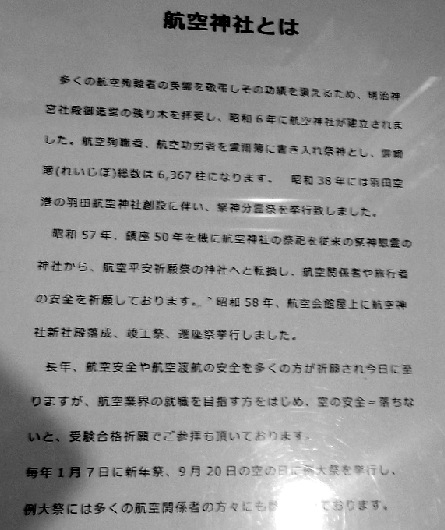 航空神社とは
多くの航空殉職者の英霊を敬弔しその功績を讃えるため、明治神
宮社殿御造営の残り木を拝受し、昭和6年に航空神社が建立されま
した。航空殉職者、航空功労者を霊爾簿に書き入れ祭神とし、霊爾
簿(れいじぼ)総数は6,367柱になります。 昭和38年には羽田空
港の羽田航空神社創設に伴い、祭神分霊祭を挙行致しました。
昭和57年、鎮座50年を機に航空神社の祭祀を従来の祭神慰霊の
神社から、航空平安祈願祭の神社へと転換し、航空関係者や旅行者
の安全を祈願しております。 昭和58年、航空会館屋上に航空神
社新社殿落成、竣工祭、遷座祭挙行しました。
長年、航空安全や航空渡航の安全を多くの方が祈願され今日に至
りますが、航空業界の就職を目指す方をはじめ、空の安全=落ちな
いと、受験合格祈願でご参拝も頂いております。
毎年1月7日に新年祭、9月20日の空の日に例大祭を挙行し、
例大祭には多くの航空関係者の方々にも ております。